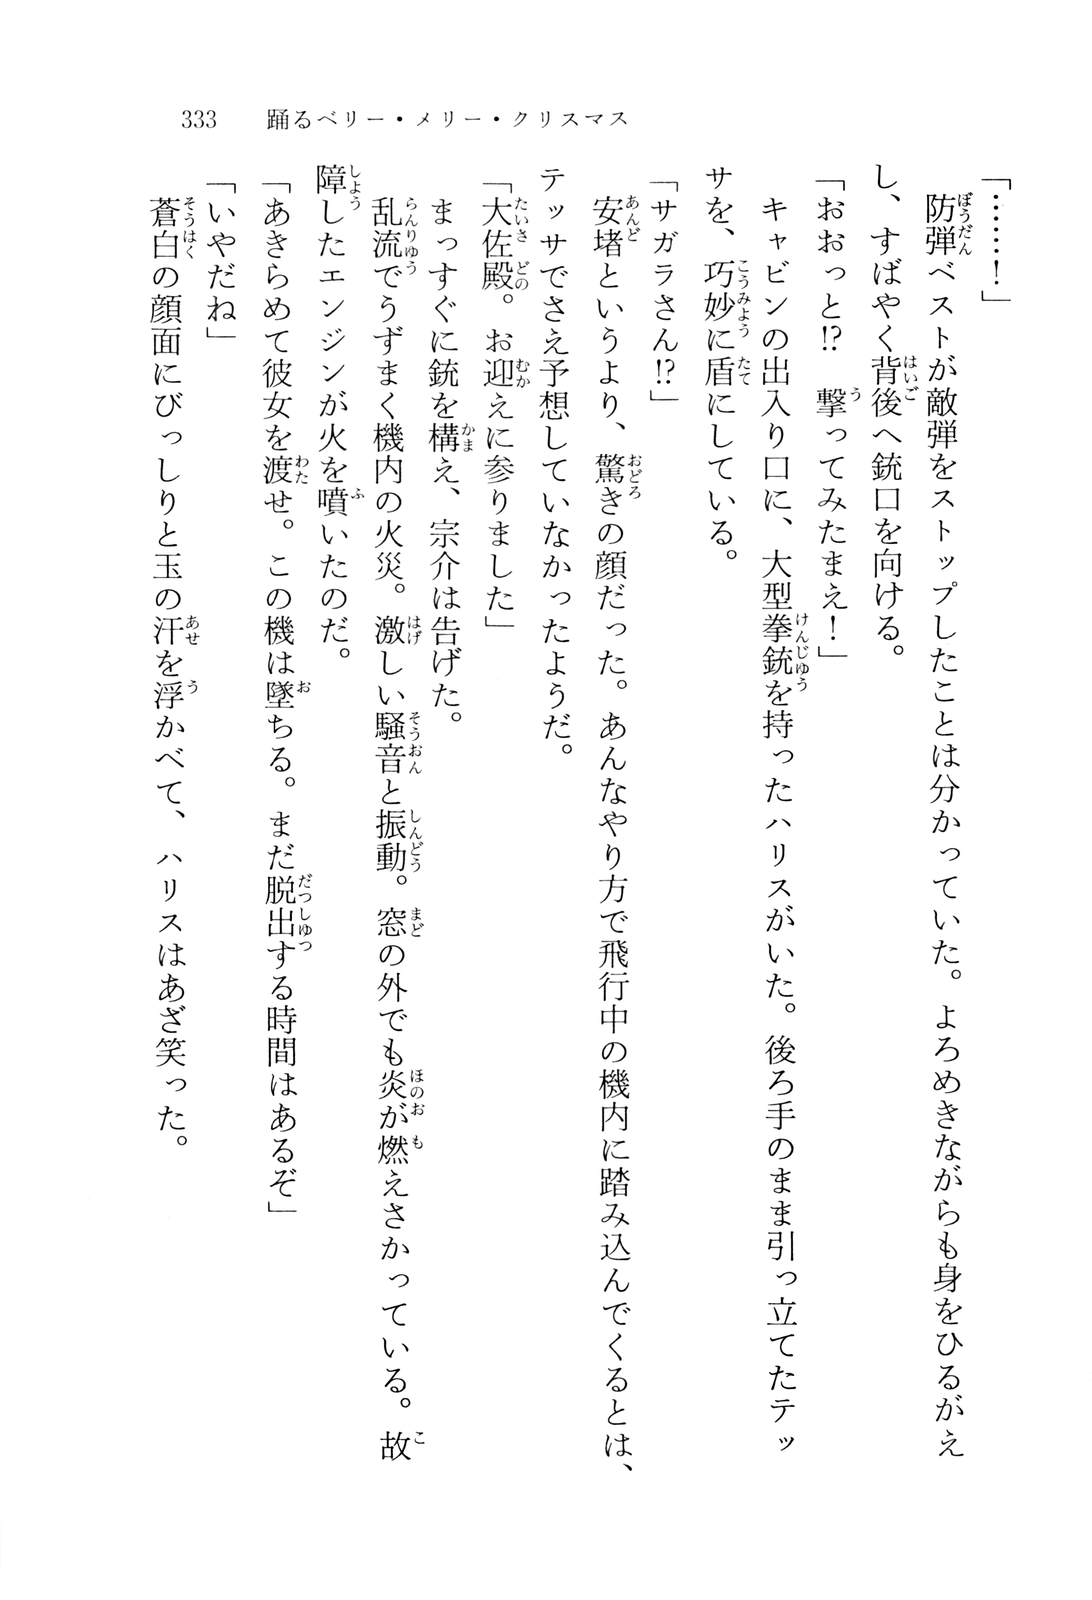 333 踊るベリー・メリー・クリスマス
「……！」
防弾ベストが敵弾をストップしたことは分かっていた。よろめきながらも身をひるがえ
し、すばやく背後へ銃口を向ける。
「おおっと!? 撃ってみたまえ！」
キャビンの出入り口に、大型拳銃を持ったハリスがいた。後ろ手のまま引っ立てたテッ
サを、巧妙に盾にしている。
「サガラさん!?」
安堵というより、驚きの顔だった。あんなやり方で飛行中の機内に踏み込んでくるとは、
テッサでさえ予想していなかったようだ。
「大佐殿。お迎えに参りました」
まっすぐに銃を構え、宗介は告げた。
乱流でうずまく機内の火災。激しい騒音と振動。窓の外でも炎が燃えさかっている。故
障したエンジンが火を噴いたのだ。
「あきらめて彼女を渡せ。この機は墜ちる。まだ脱出する時間はあるぞ」
「いやだね」
蒼白の顔面にびっしりと玉の汗を浮かべて、ハリスはあざ笑った。